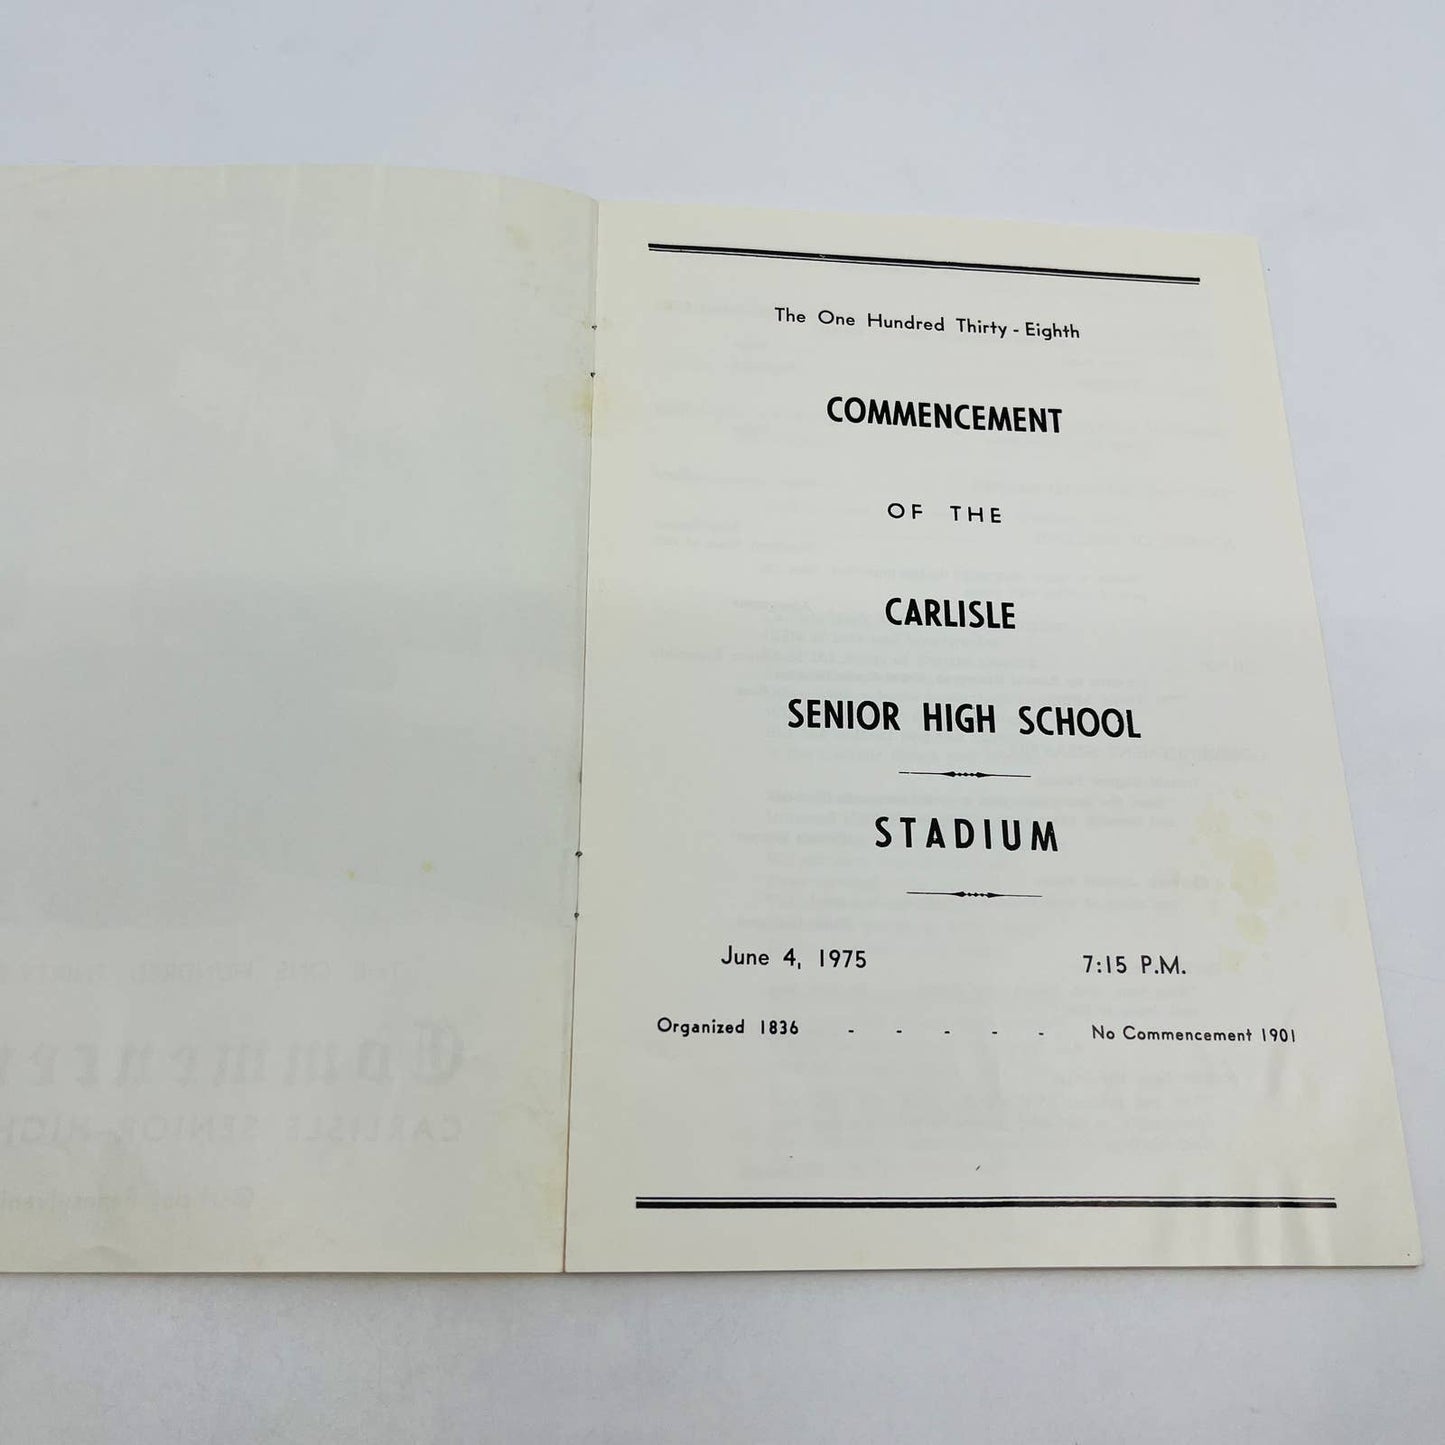 The One Hundred Thirty - Eighth
COMMENCEMENT
OF THE
CARLISLE
SENIOR HIGH SCHOOL
STADIUM
June 4, 1975 7:15 P.M.
Organized 1836 - - - - - No Commencement 1901